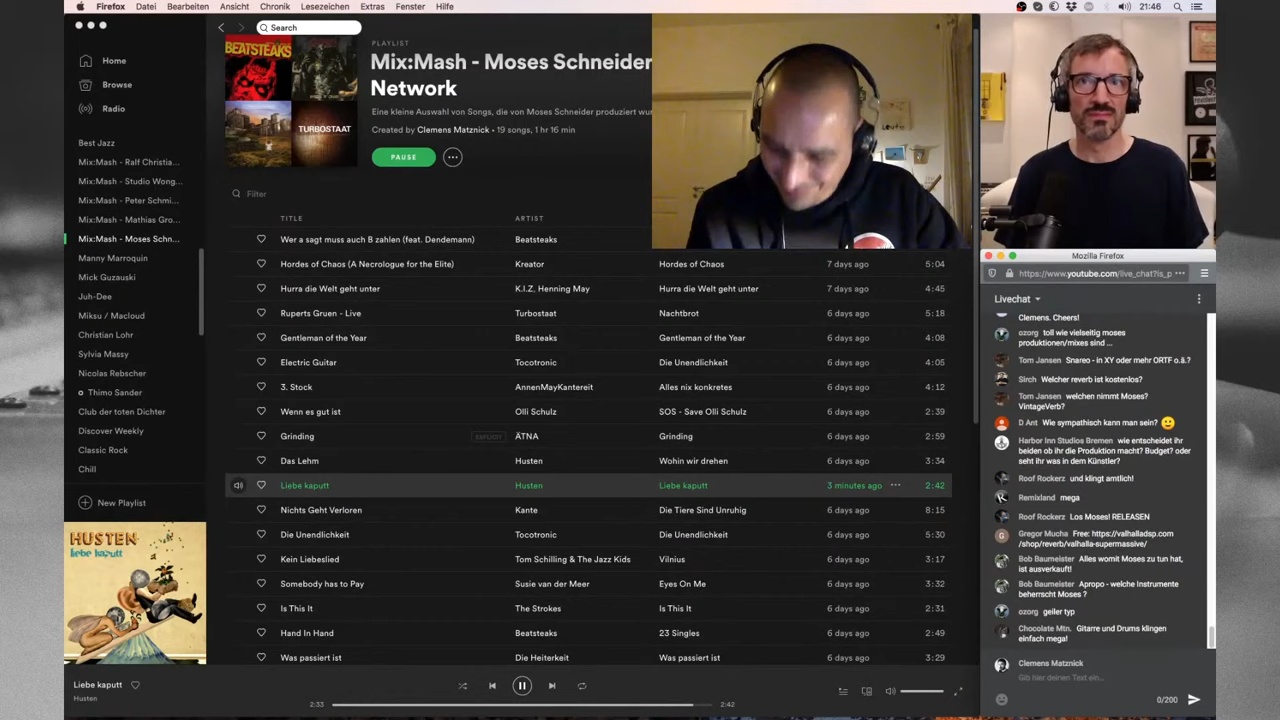 Firefox Datei Bearbeiten Ansicht Chronik Lesezeichen Extras Fenster Hilfe
21:46
Search
Home
Browse
Radio
Best Jazz
Mix:Mash - Ralf Christia...
Mix:Mash - Studio Wong...
Mix:Mash - Peter Schmi...
Mix:Mash - Mathias Gro...
Mix:Mash - Moses Schn...
Manny Marroquin
Mick Guzauski
Juh-Dee
Miksu / Macloud
Christian Lohr
Sylvia Massy
Nicolas Rebscher
Thimo Sander
Club der toten Dichter
Discover Weekly
Classic Rock
Chill
New Playlist
HUSTEN
liebe kaputt
Liebe kaputt
Husten
BEATSTEAKS
TURBOSTAAT
PLAYLIST
Mix:Mash - Moses Schneider
Network
Eine kleine Auswahl von Songs, die von Moses Schneider produziert wu
Created by Clemens Matznick • 19 songs, 1 hr 16 min
PAUSE
Filter
TITLE ARTIST
Wer a sagt muss auch B zahlen (feat. Dendemann) Beatsteaks
Hordes of Chaos (A Necrologue for the Elite) Kreator Hordes of Chaos 7 days ago 5:04
Hurra die Welt geht unter K.I.Z, Henning May Hurra die Welt geht unter 7 days ago 4:45
Ruperts Gruen - Live Turbostaat Nachtbrot 7 days ago 5:18
Gentleman of the Year Beatsteaks Gentleman of the Year 7 days ago 4:08
Electric Guitar Tocotronic Die Unendlichkeit 6 days ago 4:05
3. Stock AnnenMayKantereit Alles nix konkretes 6 days ago 4:12
Wenn es gut ist Olli Schulz SOS - Save Olli Schulz 6 days ago 2:39
Grinding EXPLICIT ÄTNA Grinding 6 days ago 2:59
Das Lehm Husten Wohin wir drehen 6 days ago 3:34
Liebe kaputt Husten Liebe kaputt 3 minutes ago ••• 2:42
Nichts Geht Verloren Kante Die Tiere Sind Unruhig 6 days ago 8:15
Die Unendlichkeit Tocotronic Die Unendlichkeit 6 days ago 5:30
Kein Liebeslied Tom Schilling & The Jazz Kids Vilnius 6 days ago 3:17
Somebody has to Pay Susie van der Meer Eyes On Me 6 days ago 3:32
Is This It The Strokes Is This It 6 days ago 2:31
Hand In Hand Beatsteaks 23 Singles 6 days ago 2:49
Was passiert ist Die Heiterkeit Was passiert ist 6 days ago 3:29
2:33 2:42
Mozilla Firefox
https://www.youtube.com/live_chat?is_p
Livechat
Clemens. Cheers!
ozorg toll wie vielseitig moses
produktionen/mixes sind ...
Tom Jansen Snareo - in XY oder mehr ORTF o.ä.?
Sirch Welcher reverb ist kostenlos?
Tom Jansen welchen nimmt Moses?
VintageVerb?
D Ant Wie sympathisch kann man sein? 🙂
Harbor Inn Studios Bremen wie entscheidet ihr
beiden ob ihr die Produktion macht? Budget? oder
seht ihr was in dem Künstler?
Roof Rockerz und klingt amtlich!
Remixland mega
Roof Rockerz Los Moses! RELEASEN
Gregor Mucha Free: https://valhalladsp.com
/shop/reverb/valhalla-supermassive/
Bob Baumeister Alles womit Moses zu tun hat,
ist ausverkauft!
Bob Baumeister Apropo - welche Instrumente
beherrscht Moses ?
ozorg geiler typ
Chocolate Mtn. Gitarre und Drums klingen
einfach mega!
Clemens Matznick
Gib hier deinen Text ein...
0/200